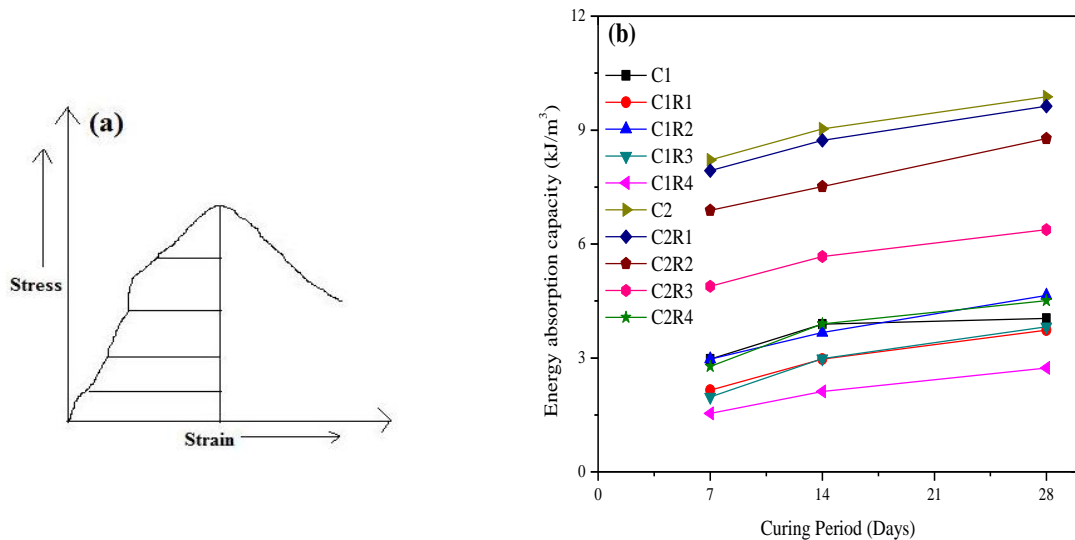 (a)
Stress
Strain
(b)
C1
C1R1
C1R2
C1R3
C1R4
C2
C2R1
C2R2
C2R3
C2R4
Energy absorption capacity (kJ/m³)
12
9
6
3
0
0 7 14 21 28
Curing Period (Days)